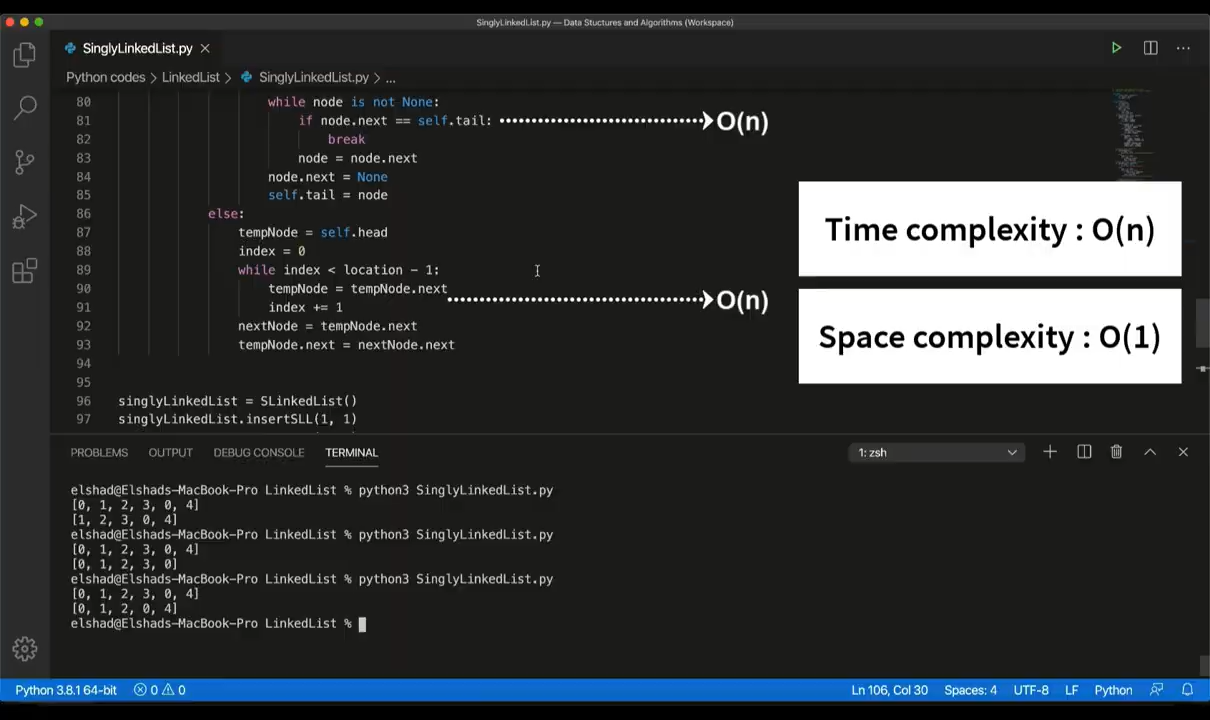 SinglyLinkedList.py — Data Stuctures and Algorithms (Workspace)
SinglyLinkedList.py
Python codes > LinkedList > SinglyLinkedList.py > ...
80 while node is not None:
81 if node.next == self.tail:
82 break
83 node = node.next
84 node.next = None
85 self.tail = node
86 else:
87 tempNode = self.head
88 index = 0
89 while index < location - 1:
90 tempNode = tempNode.next
91 index += 1
92 nextNode = tempNode.next
93 tempNode.next = nextNode.next
94
95
96 singlyLinkedList = SLinkedList()
97 singlyLinkedList.insertSLL(1, 1)
O(n)
O(n)
Time complexity : O(n)
Space complexity : O(1)
PROBLEMS OUTPUT DEBUG CONSOLE TERMINAL 1: zsh
elshad@Elshads-MacBook-Pro LinkedList % python3 SinglyLinkedList.py
[0, 1, 2, 3, 0, 4]
[1, 2, 3, 0, 4]
elshad@Elshads-MacBook-Pro LinkedList % python3 SinglyLinkedList.py
[0, 1, 2, 3, 0, 4]
[0, 1, 2, 3, 0]
elshad@Elshads-MacBook-Pro LinkedList % python3 SinglyLinkedList.py
[0, 1, 2, 3, 0, 4]
[0, 1, 2, 0, 4]
elshad@Elshads-MacBook-Pro LinkedList %
Python 3.8.1 64-bit 0 0 Ln 106, Col 30 Spaces: 4 UTF-8 LF Python